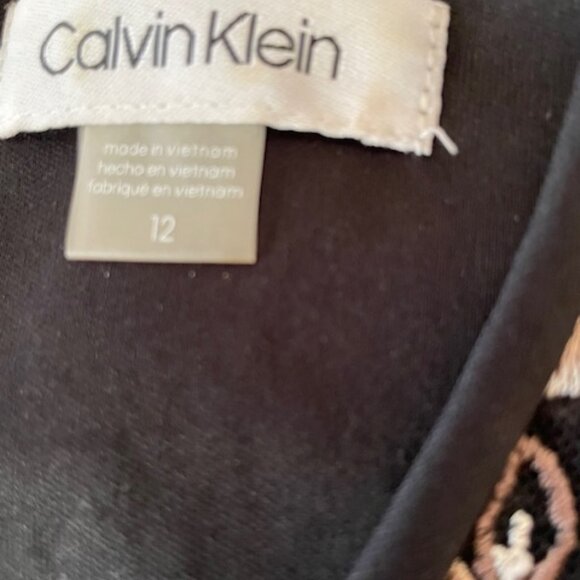 Calvin Klein
made in vietnam
hecho en vietnam
fabriqué en vietnam
12